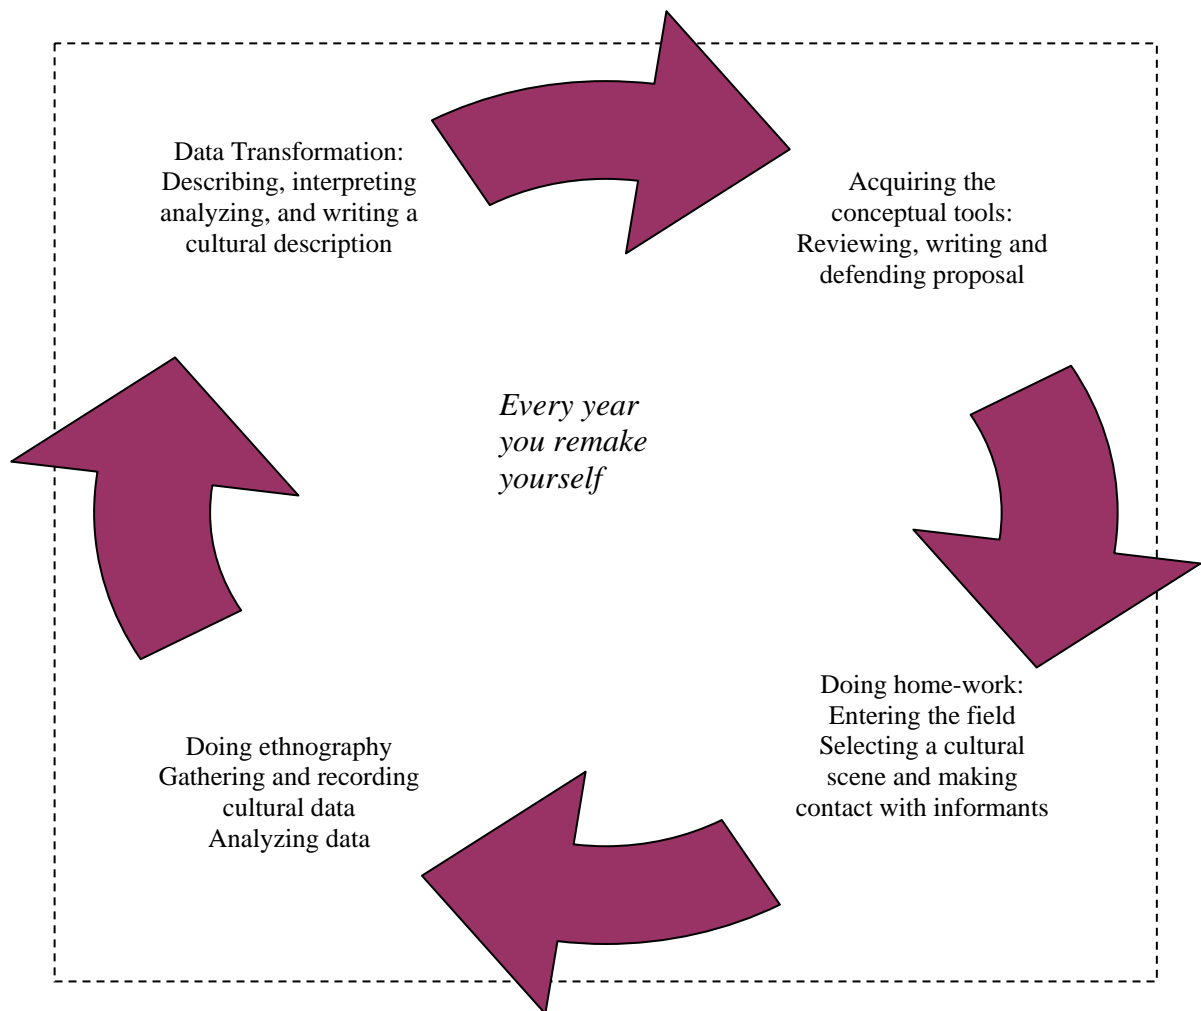 Data Transformation:
Describing, interpreting
analyzing, and writing a
cultural description
Acquiring the
conceptual tools:
Reviewing, writing and
defending proposal
Every year
you remake
yourself
Doing home-work:
Entering the field
Selecting a cultural
scene and making
contact with informants
Doing ethnography
Gathering and recording
cultural data
Analyzing data